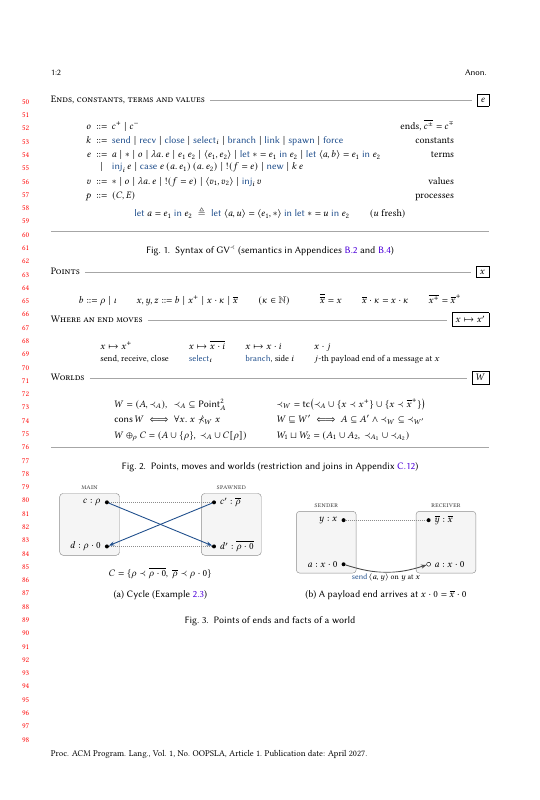 1:2 Anon.
50 Ends, constants, terms and values e
51
52 o ::= c⁺ | c⁻ ends, c̅±̅ = c∓
53 k ::= send | recv | close | selectᵢ | branch | link | spawn | force constants
54 e ::= a | * | o | λa. e | e₁ e₂ | ⟨e₁, e₂⟩ | let * = e₁ in e₂ | let ⟨a, b⟩ = e₁ in e₂ terms
55 | injᵢ e | case e (a. e₁) (a. e₂) | !(f = e) | new | k e
56 υ ::= * | o | λa. e | !(f = e) | ⟨υ₁, υ₂⟩ | injᵢ υ values
57 p ::= (C, E) processes
58 let a = e₁ in e₂ ≜ let ⟨a, u⟩ = ⟨e₁, *⟩ in let * = u in e₂ (u fresh)
59
60
61 Fig. 1. Syntax of GV≺ (semantics in Appendices B.2 and B.4)
62
63 Points x
64
65 b ::= ρ | ι x, y, z ::= b | x⁺ | x · κ | x̅ (κ ∈ ℕ) x̿ = x x̅ · κ = x · κ x̅⁺̅ = x̅⁺
66
67 Where an end moves x ↦ x′
68
69 x ↦ x⁺ x ↦ x̅ ̅·̅ ̅i̅ x ↦ x · i x · j
70 send, receive, close selectᵢ branch, side i j-th payload end of a message at x
71 Worlds W
72
73 W = (A, ≺_A), ≺_A ⊆ Point²_A ≺_W = tc(≺_A ∪ {x ≺ x⁺} ∪ {x ≺ x̅⁺})
74 cons W ⟺ ∀x. x ⊀_W x W ⊑ W′ ⟺ A ⊆ A′ ∧ ≺_W ⊆ ≺_W′
75 W ⊕_ρ C = (A ∪ {ρ}, ≺_A ∪ C⟦ρ⟧) W₁ ⊔ W₂ = (A₁ ∪ A₂, ≺_A₁ ∪ ≺_A₂)
76
77 Fig. 2. Points, moves and worlds (restriction and joins in Appendix C.12)
78
79 main spawned
80 c : ρ c′ : ρ̅
81 sender receiver
82 y : x y̅ : x̅
83
84 d : ρ · 0 d′ : ρ̅ ̅·̅ ̅0̅
85 a : x · 0 a : x · 0
86 C = {ρ ≺ ρ̅ ̅·̅ ̅0̅, ρ̅ ≺ ρ · 0} send ⟨a, y⟩ on y at x
87
88 (a) Cycle (Example 2.3) (b) A payload end arrives at x · 0 = x̅ · 0
89 Fig. 3. Points of ends and facts of a world
90
91
92
93
94
95
96
97
98
Proc. ACM Program. Lang., Vol. 1, No. OOPSLA, Article 1. Publication date: April 2027.